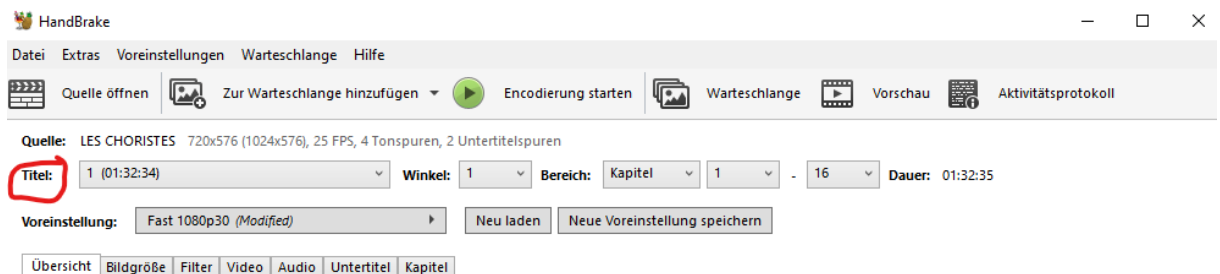 HandBrake
Datei Extras Voreinstellungen Warteschlange Hilfe
Quelle öffnen Zur Warteschlange hinzufügen Encodierung starten Warteschlange Vorschau Aktivitätsprotokoll
Quelle: LES CHORISTES 720x576 (1024x576), 25 FPS, 4 Tonspuren, 2 Untertitelspuren
Titel: 1 (01:32:34) Winkel: 1 Bereich: Kapitel 1 - 16 Dauer: 01:32:35
Voreinstellung: Fast 1080p30 (Modified) Neu laden Neue Voreinstellung speichern
Übersicht Bildgröße Filter Video Audio Untertitel Kapitel